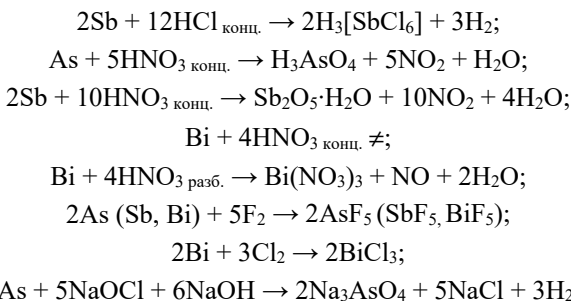 2Sb + 12HCl конц. → 2H₃[SbCl₆] + 3H₂;
As + 5HNO₃ конц. → H₃AsO₄ + 5NO₂ + H₂O;
2Sb + 10HNO₃ конц. → Sb₂O₅·H₂O + 10NO₂ + 4H₂O;
Bi + 4HNO₃ конц. ≠;
Bi + 4HNO₃ разб. → Bi(NO₃)₃ + NO + 2H₂O;
2As (Sb, Bi) + 5F₂ → 2AsF₅ (SbF₅, BiF₅);
2Bi + 3Cl₂ → 2BiCl₃;
As + 5NaOCl + 6NaOH → 2Na₃AsO₄ + 5NaCl + 3H₂